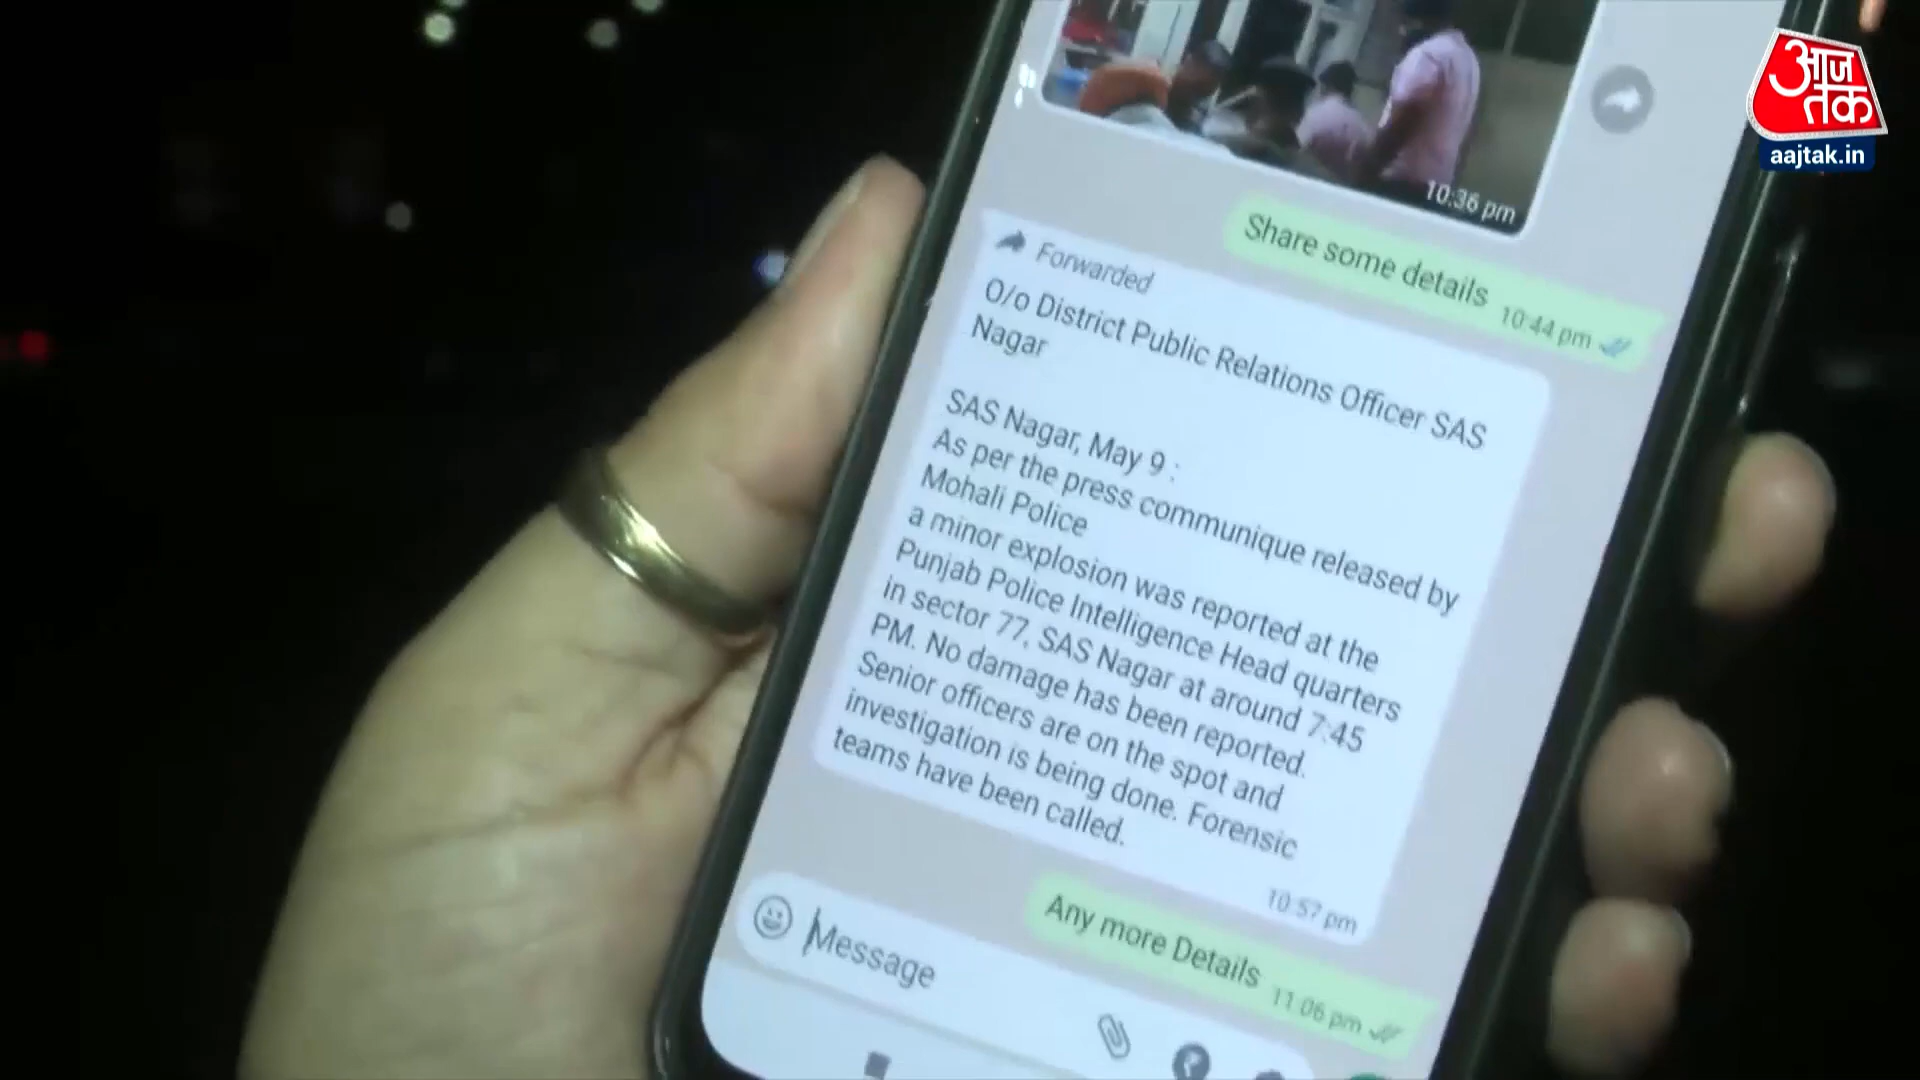 आज
तक
aajtak.in
10:36 pm
Share some details
10:44 pm
Forwarded
O/o District Public Relations Officer SAS
Nagar
SAS Nagar, May 9 :
As per the press communique released by
Mohali Police
a minor explosion was reported at the
Punjab Police Intelligence Head quarters
in sector 77, SAS Nagar at around 7:45
PM. No damage has been reported.
Senior officers are on the spot and
investigation is being done. Forensic
teams have been called.
10:57 pm
Any more Details
11:06 pm
Message